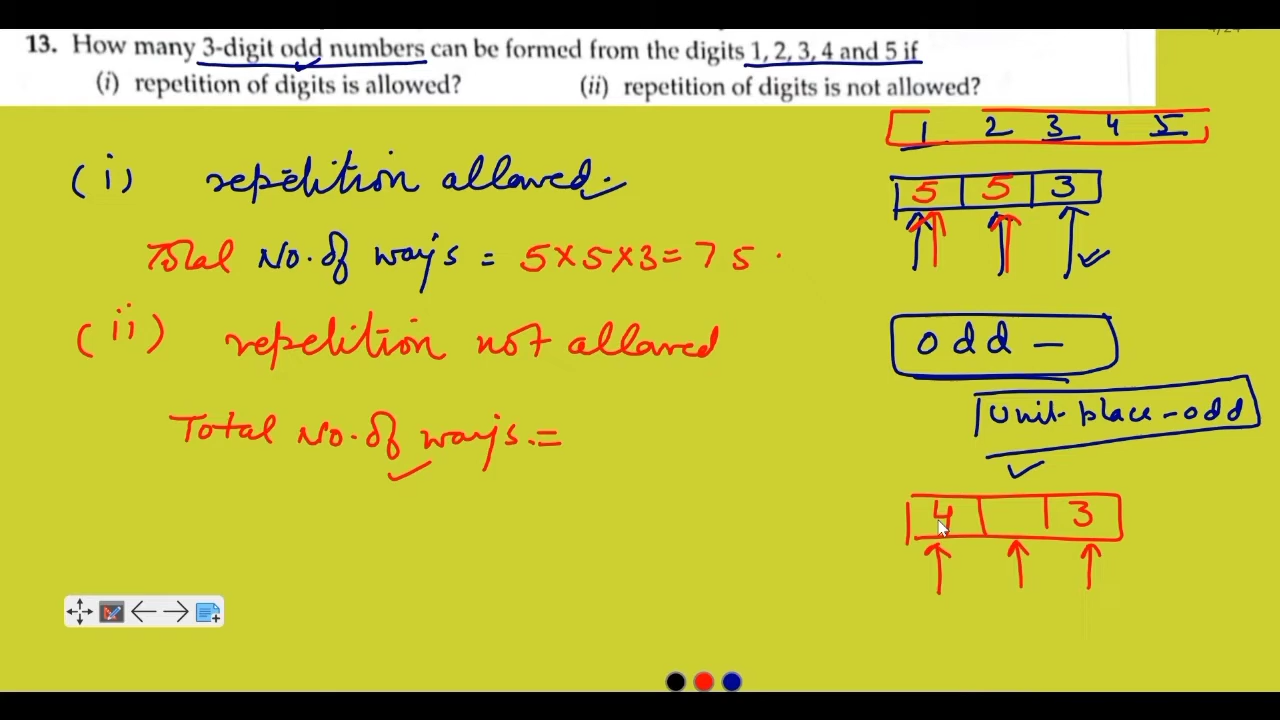 13. How many 3-digit odd numbers can be formed from the digits 1, 2, 3, 4 and 5 if
(i) repetition of digits is allowed? (ii) repetition of digits is not allowed?
1 2 3 4 5
(i) repetition allowed.
5 5 3
Total No. of ways = 5×5×3=75.
(ii) repetition not allowed
odd –
Unit place – odd
Total No. of ways. =
4 3